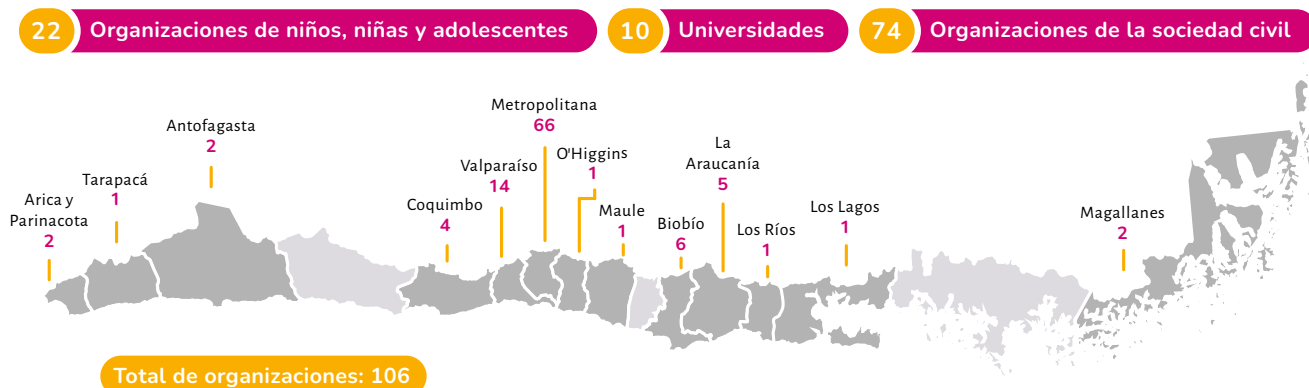 22 Organizaciones de niños, niñas y adolescentes
10 Universidades
74 Organizaciones de la sociedad civil
Arica y
Parinacota
2
Tarapacá
1
Antofagasta
2
Coquimbo
4
Valparaíso
14
Metropolitana
66
O'Higgins
1
Maule
1
Biobío
6
La
Araucanía
5
Los Ríos
1
Los Lagos
1
Magallanes
2
Total de organizaciones: 106